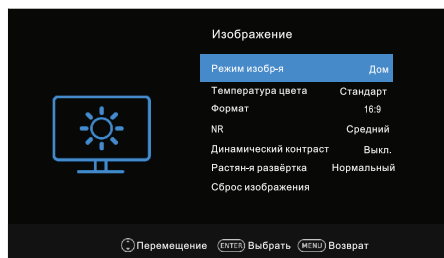 Изображение
Режим изобр-я Дом
Температура цвета Стандарт
Формат 16:9
NR Средний
Динамический контраст Выкл.
Растян-я развёртка Нормальный
Сброс изображения
Перемещение ENTER Выбрать MENU Возврат